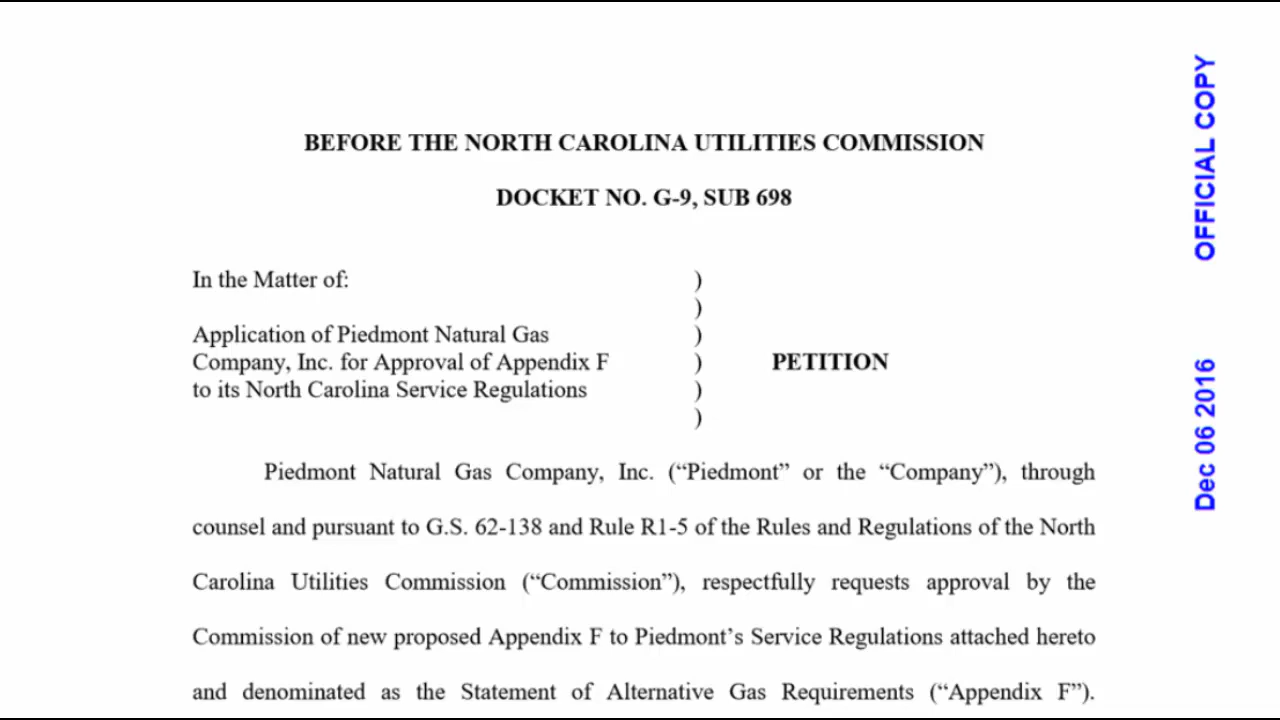 BEFORE THE NORTH CAROLINA UTILITIES COMMISSION
DOCKET NO. G-9, SUB 698
In the Matter of: )
)
Application of Piedmont Natural Gas )
Company, Inc. for Approval of Appendix F ) PETITION
to its North Carolina Service Regulations )
)
Piedmont Natural Gas Company, Inc. (“Piedmont” or the “Company”), through
counsel and pursuant to G.S. 62-138 and Rule R1-5 of the Rules and Regulations of the North
Carolina Utilities Commission (“Commission”), respectfully requests approval by the
Commission of new proposed Appendix F to Piedmont’s Service Regulations attached hereto
and denominated as the Statement of Alternative Gas Requirements (“Appendix F”).
OFFICIAL COPY
Dec 06 2016